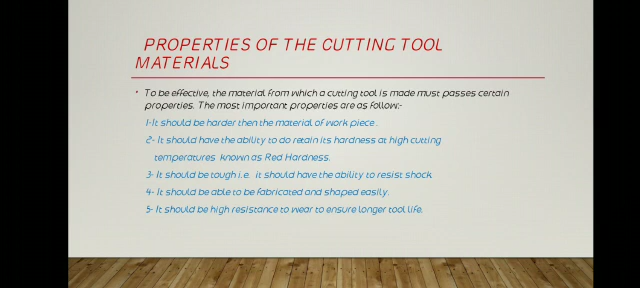 PROPERTIES OF THE CUTTING TOOL
MATERIALS
• To be effective, the material from which a cutting tool is made must passes certain
properties. The most important properties are as follow:-
1-It should be harder then the material of work piece .
2- It should have the ability to do retain its hardness at high cutting
temperatures known as Red Hardness.
3- It should be tough i.e. it should have the ability to resist shock.
4- It should be able to be fabricated and shaped easily.
5- It should be high resistance to wear to ensure longer tool life.